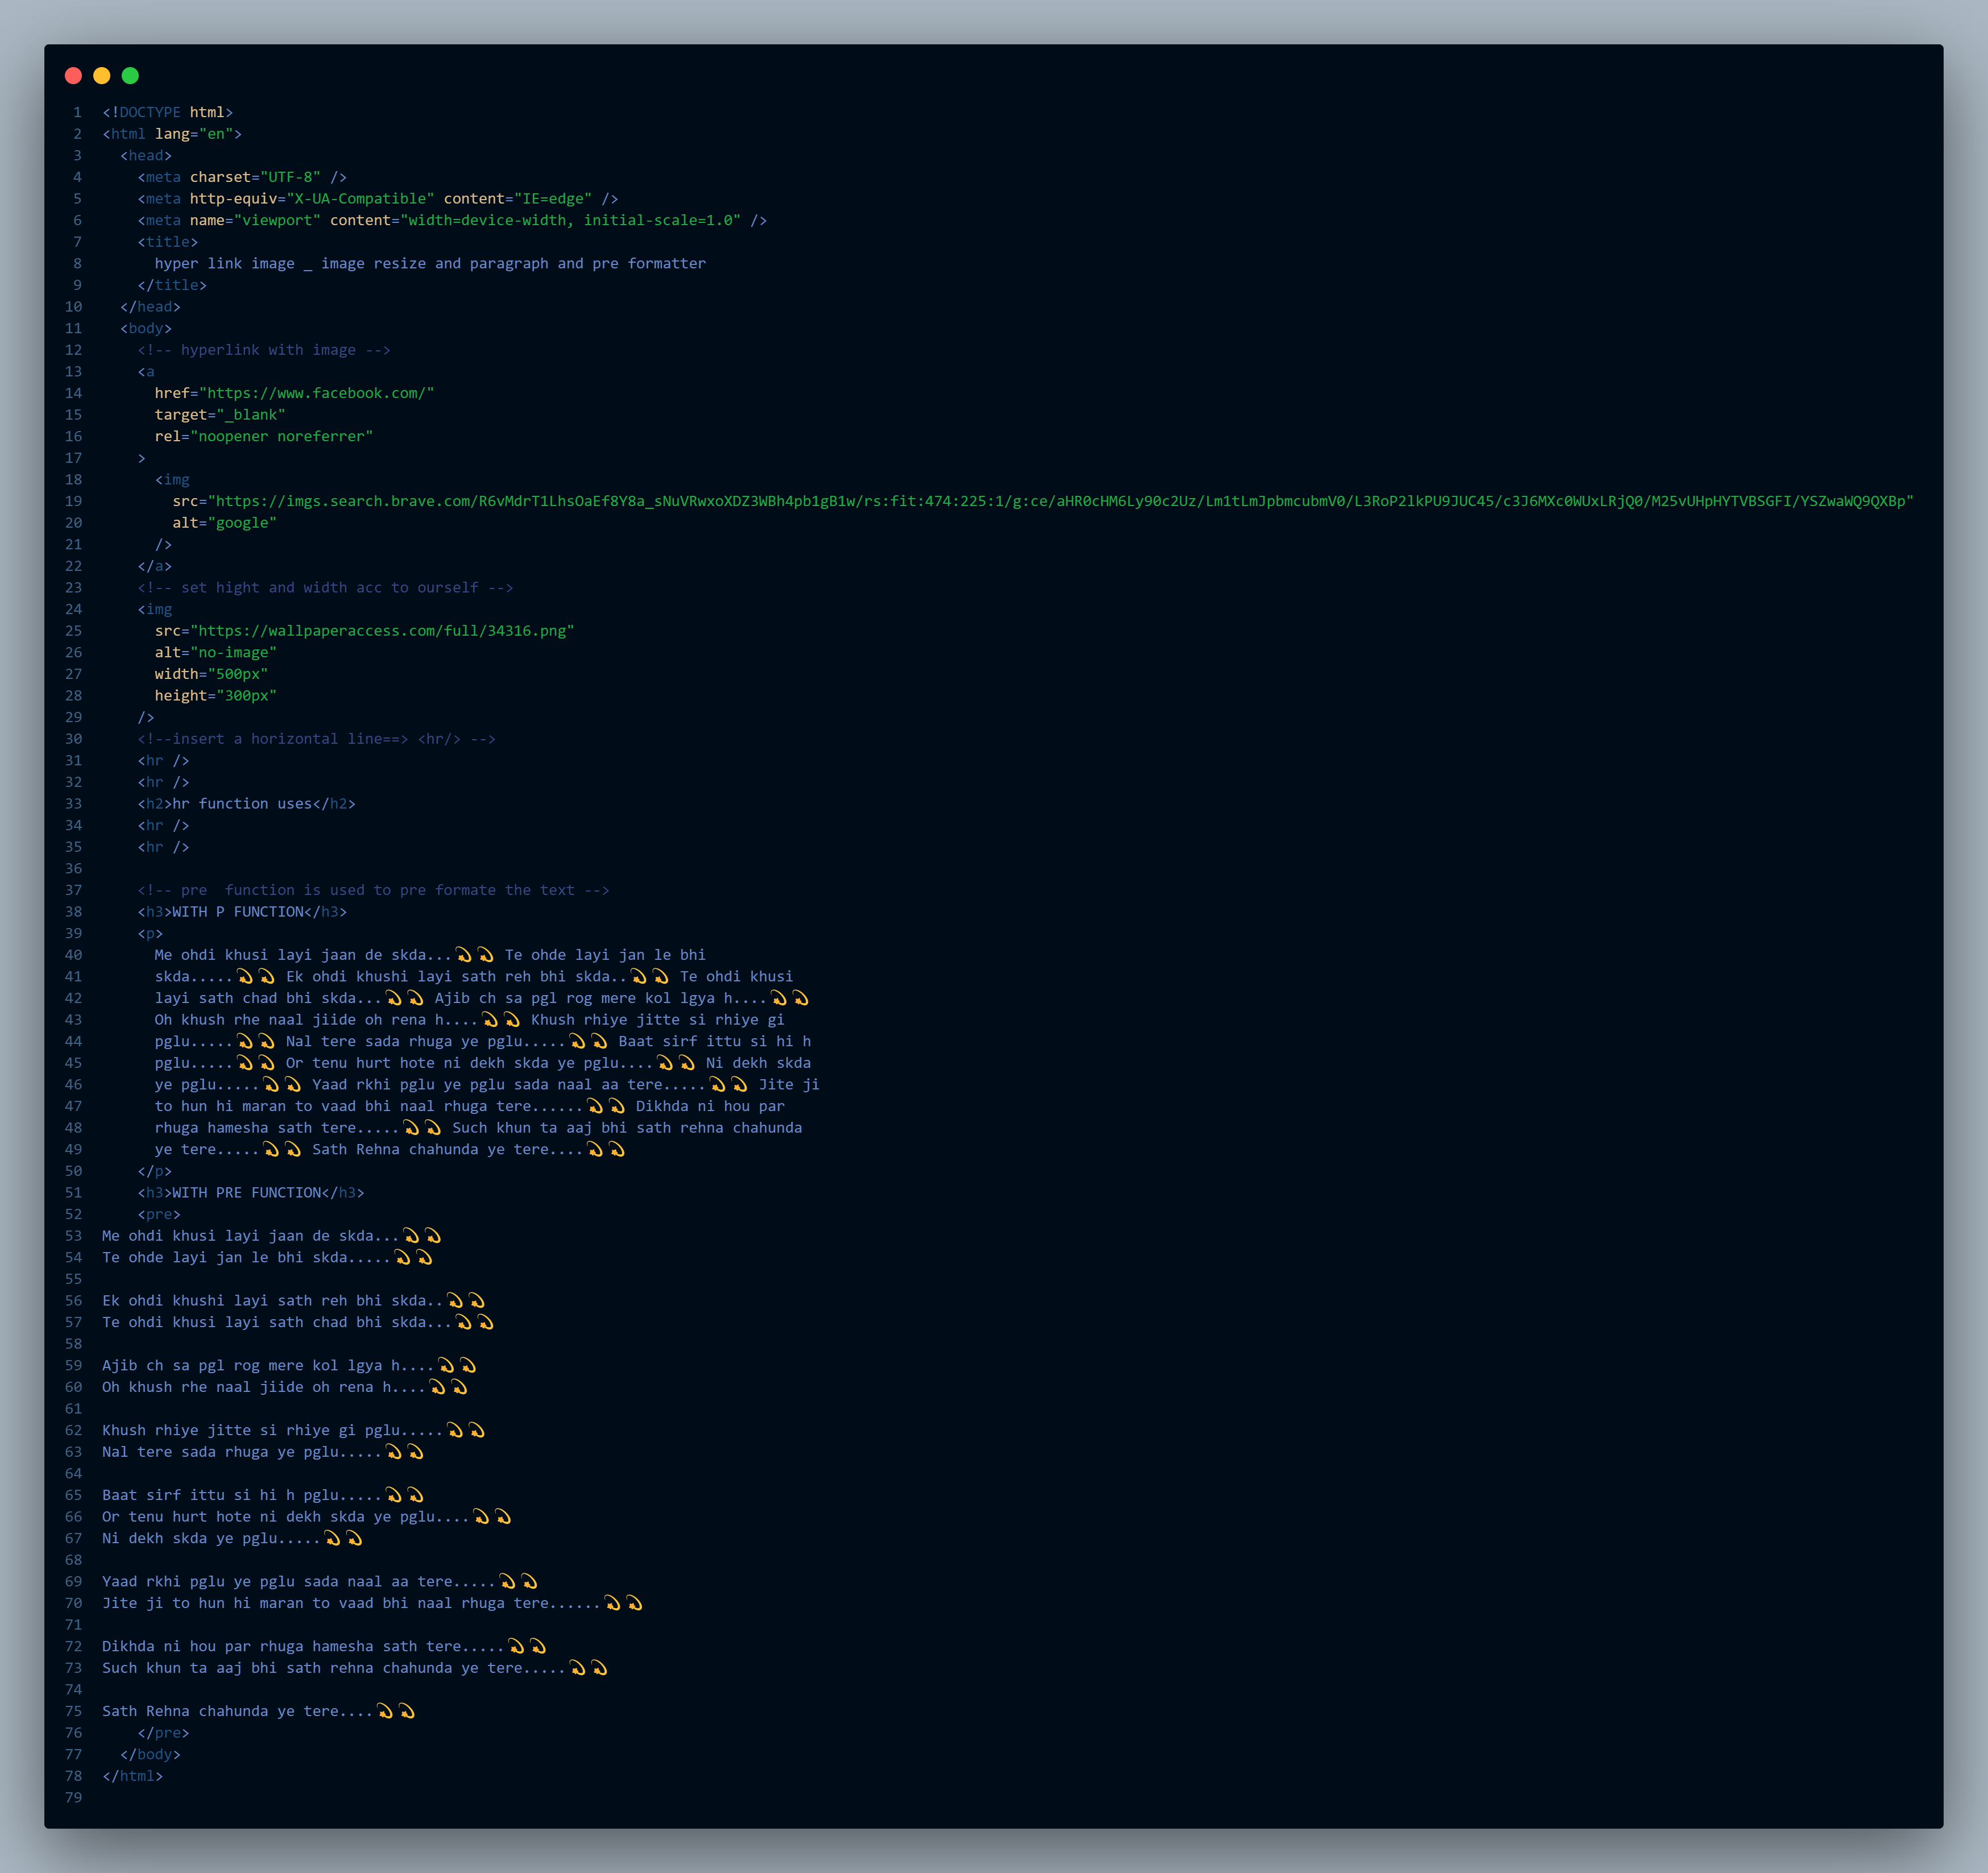 1 <!DOCTYPE html>
2 <html lang="en">
3   <head>
4     <meta charset="UTF-8" />
5     <meta http-equiv="X-UA-Compatible" content="IE=edge" />
6     <meta name="viewport" content="width=device-width, initial-scale=1.0" />
7     <title>
8       hyper link image _ image resize and paragraph and pre formatter
9     </title>
10   </head>
11   <body>
12     <!-- hyperlink with image -->
13     <a
14       href="https://www.facebook.com/"
15       target="_blank"
16       rel="noopener noreferrer"
17     >
18       <img
19         src="https://imgs.search.brave.com/R6vMdrT1LhsOaEf8Y8a_sNuVRwxoXDZ3WBh4pb1gB1w/rs:fit:474:225:1/g:ce/aHR0cHM6Ly90c2Uz/Lm1tLmJpbmcubmV0/L3RoP2lkPU9JUC45/c3J6MXc0WUxLRjQ0/M25vUHpHYTVBSGFI/YSZwaWQ9QXBp"
20         alt="google"
21       />
22     </a>
23     <!-- set hight and width acc to ourself -->
24     <img
25       src="https://wallpaperaccess.com/full/34316.png"
26       alt="no-image"
27       width="500px"
28       height="300px"
29     />
30     <!--insert a horizontal line==> <hr/> -->
31     <hr />
32     <hr />
33     <h2>hr function uses</h2>
34     <hr />
35     <hr />
36
37     <!-- pre  function is used to pre formate the text -->
38     <h3>WITH P FUNCTION</h3>
39     <p>
40       Me ohdi khusi layi jaan de skda...💫💫 Te ohde layi jan le bhi
41       skda.....💫💫 Ek ohdi khushi layi sath reh bhi skda..💫💫 Te ohdi khusi
42       layi sath chad bhi skda...💫💫 Ajib ch sa pgl rog mere kol lgya h....💫💫
43       Oh khush rhe naal jiide oh rena h....💫💫 Khush rhiye jitte si rhiye gi
44       pglu.....💫💫 Nal tere sada rhuga ye pglu.....💫💫 Baat sirf ittu si hi h
45       pglu.....💫💫 Or tenu hurt hote ni dekh skda ye pglu....💫💫 Ni dekh skda
46       ye pglu.....💫💫 Yaad rkhi pglu ye pglu sada naal aa tere.....💫💫 Jite ji
47       to hun hi maran to vaad bhi naal rhuga tere......💫💫 Dikhda ni hou par
48       rhuga hamesha sath tere.....💫💫 Such khun ta aaj bhi sath rehna chahunda
49       ye tere.....💫💫 Sath Rehna chahunda ye tere....💫💫
50     </p>
51     <h3>WITH PRE FUNCTION</h3>
52     <pre>
53 Me ohdi khusi layi jaan de skda...💫💫
54 Te ohde layi jan le bhi skda.....💫💫
55
56 Ek ohdi khushi layi sath reh bhi skda..💫💫
57 Te ohdi khusi layi sath chad bhi skda...💫💫
58
59 Ajib ch sa pgl rog mere kol lgya h....💫💫
60 Oh khush rhe naal jiide oh rena h....💫💫
61
62 Khush rhiye jitte si rhiye gi pglu.....💫💫
63 Nal tere sada rhuga ye pglu.....💫💫
64
65 Baat sirf ittu si hi h pglu.....💫💫
66 Or tenu hurt hote ni dekh skda ye pglu....💫💫
67 Ni dekh skda ye pglu.....💫💫
68
69 Yaad rkhi pglu ye pglu sada naal aa tere.....💫💫
70 Jite ji to hun hi maran to vaad bhi naal rhuga tere......💫💫
71
72 Dikhda ni hou par rhuga hamesha sath tere.....💫💫
73 Such khun ta aaj bhi sath rehna chahunda ye tere.....💫💫
74
75 Sath Rehna chahunda ye tere....💫💫
76     </pre>
77   </body>
78 </html>
79